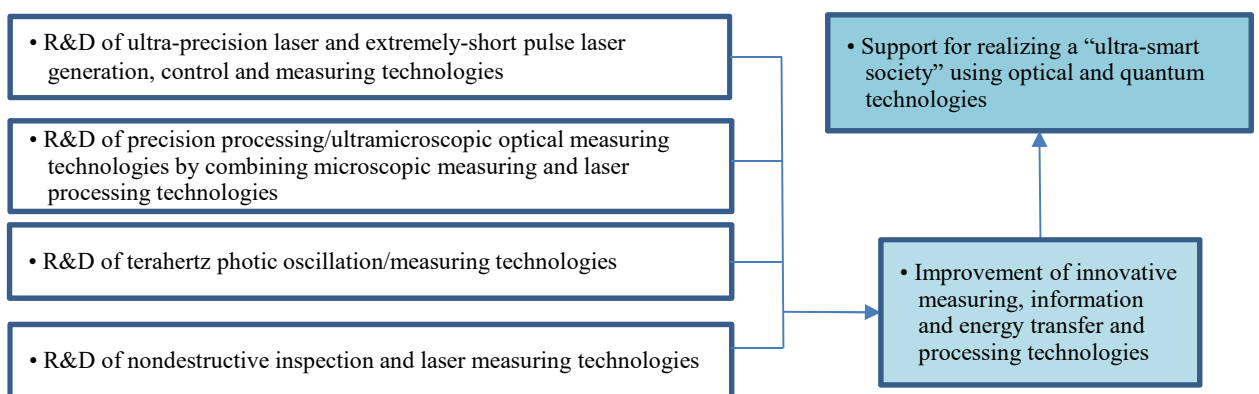 • R&D of ultra-precision laser and extremely-short pulse laser
generation, control and measuring technologies
• R&D of precision processing/ultramicroscopic optical measuring
technologies by combining microscopic measuring and laser
processing technologies
• R&D of terahertz photic oscillation/measuring technologies
• R&D of nondestructive inspection and laser measuring technologies
• Support for realizing a “ultra-smart
society” using optical and quantum
technologies
• Improvement of innovative
measuring, information
and energy transfer and
processing technologies